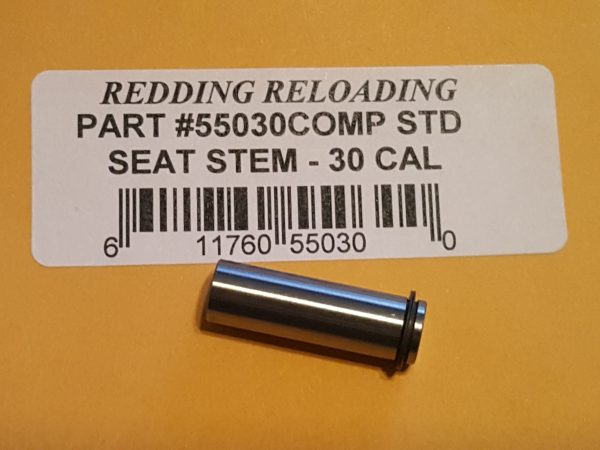 REDDING RELOADING
PART #55030COMP STD
SEAT STEM - 30 CAL
6 11760 55030 0